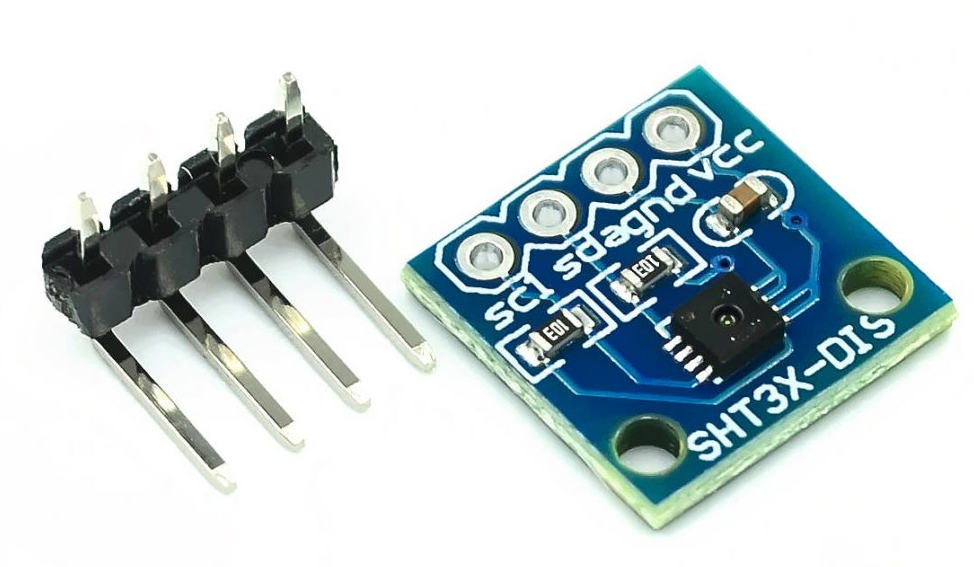 scl sda gnd vcc
E01
E01
SHT3X-DIS